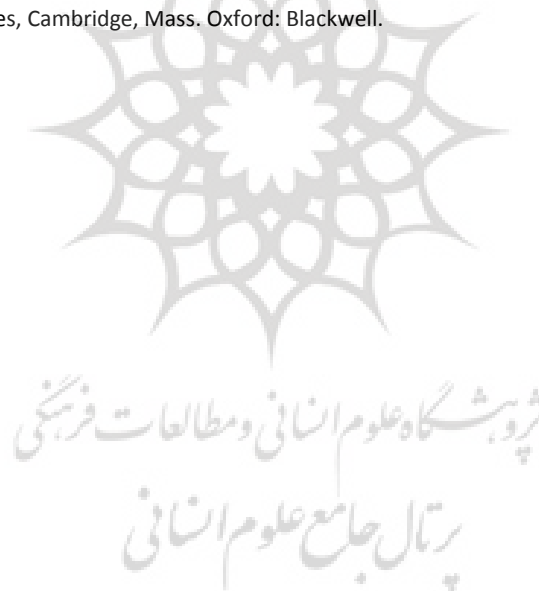 es, Cambridge, Mass. Oxford: Blackwell.
پژوهشگاه علوم انسانی و مطالعات فرهنگی
پرتال جامع علوم انسانی